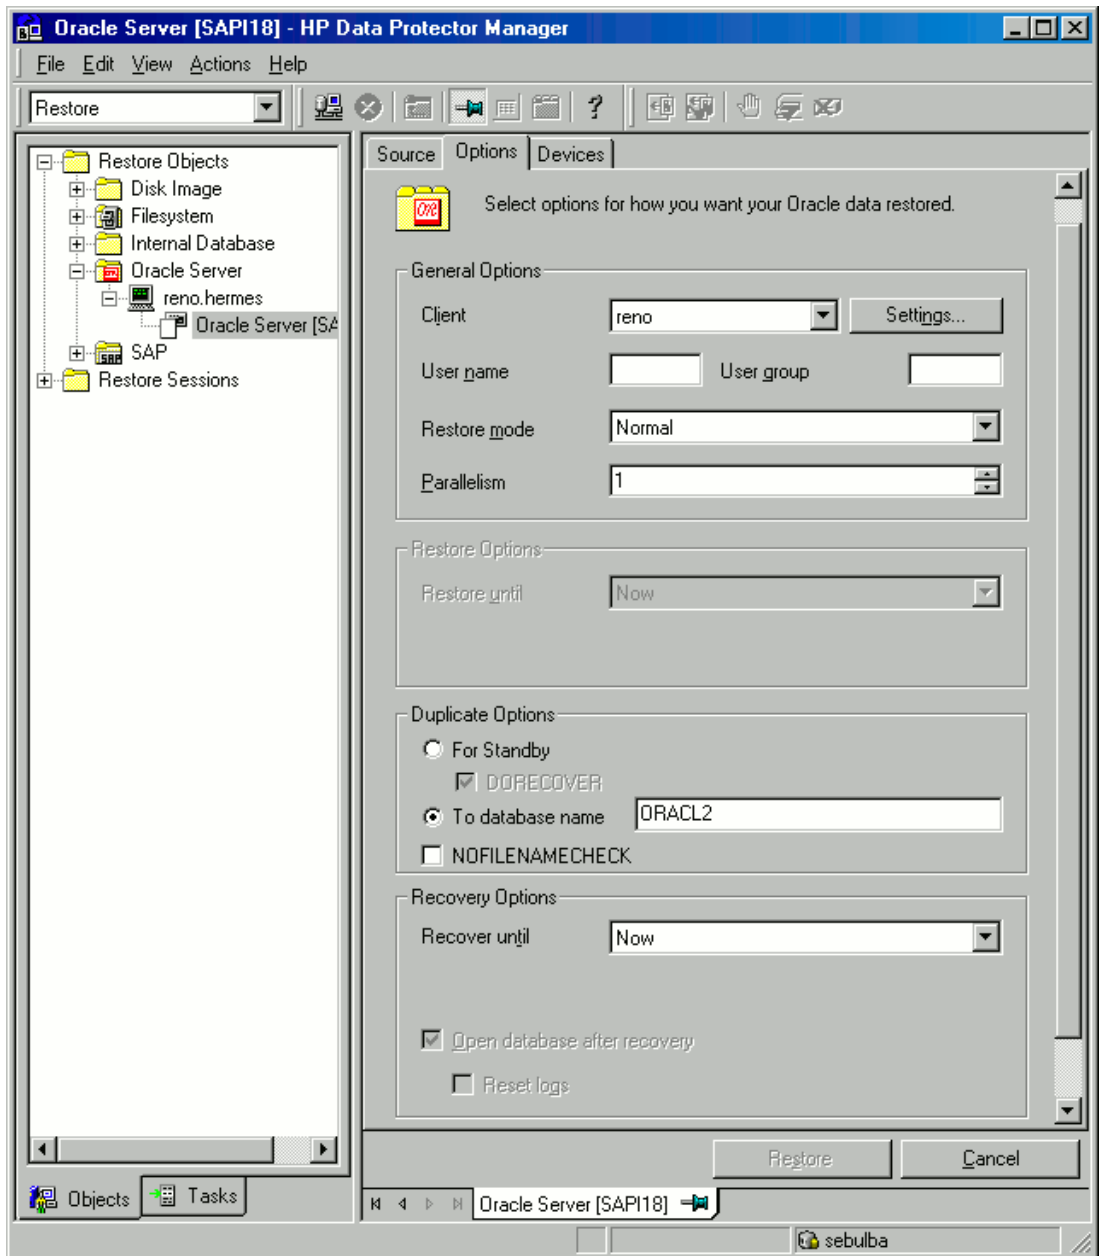 Oracle Server [SAPI18] - HP Data Protector Manager
File Edit View Actions Help
Restore
Restore Objects
Disk Image
Filesystem
Internal Database
Oracle Server
reno.hermes
Oracle Server [SA
SAP
Restore Sessions
Source Options Devices
Select options for how you want your Oracle data restored.
General Options
Client reno Settings...
User name User group
Restore mode Normal
Parallelism 1
Restore Options
Restore until Now
Duplicate Options
For Standby
DORECOVER
To database name ORACL2
NOFILENAMECHECK
Recovery Options
Recover until Now
Open database after recovery
Reset logs
Restore Cancel
Objects Tasks
Oracle Server [SAPI18]
sebulba